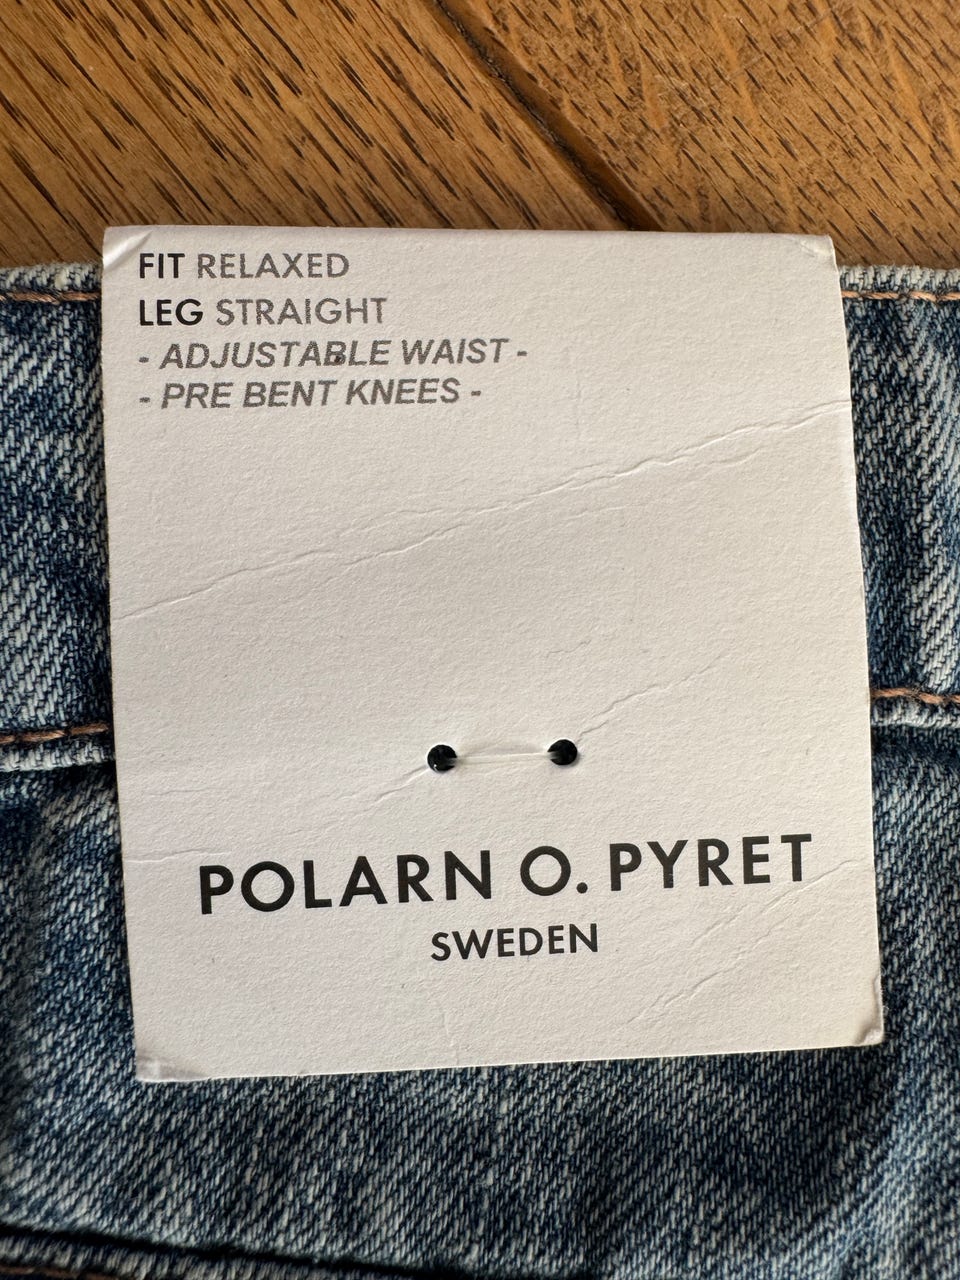 FIT RELAXED
LEG STRAIGHT
- ADJUSTABLE WAIST -
- PRE BENT KNEES -
POLARN O. PYRET
SWEDEN